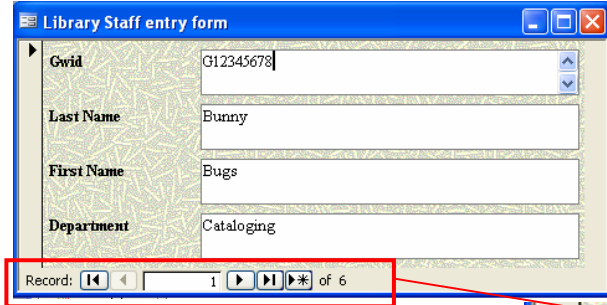 Library Staff entry form
Gwid G12345678
Last Name Bunny
First Name Bugs
Department Cataloging
Record: 1 of 6